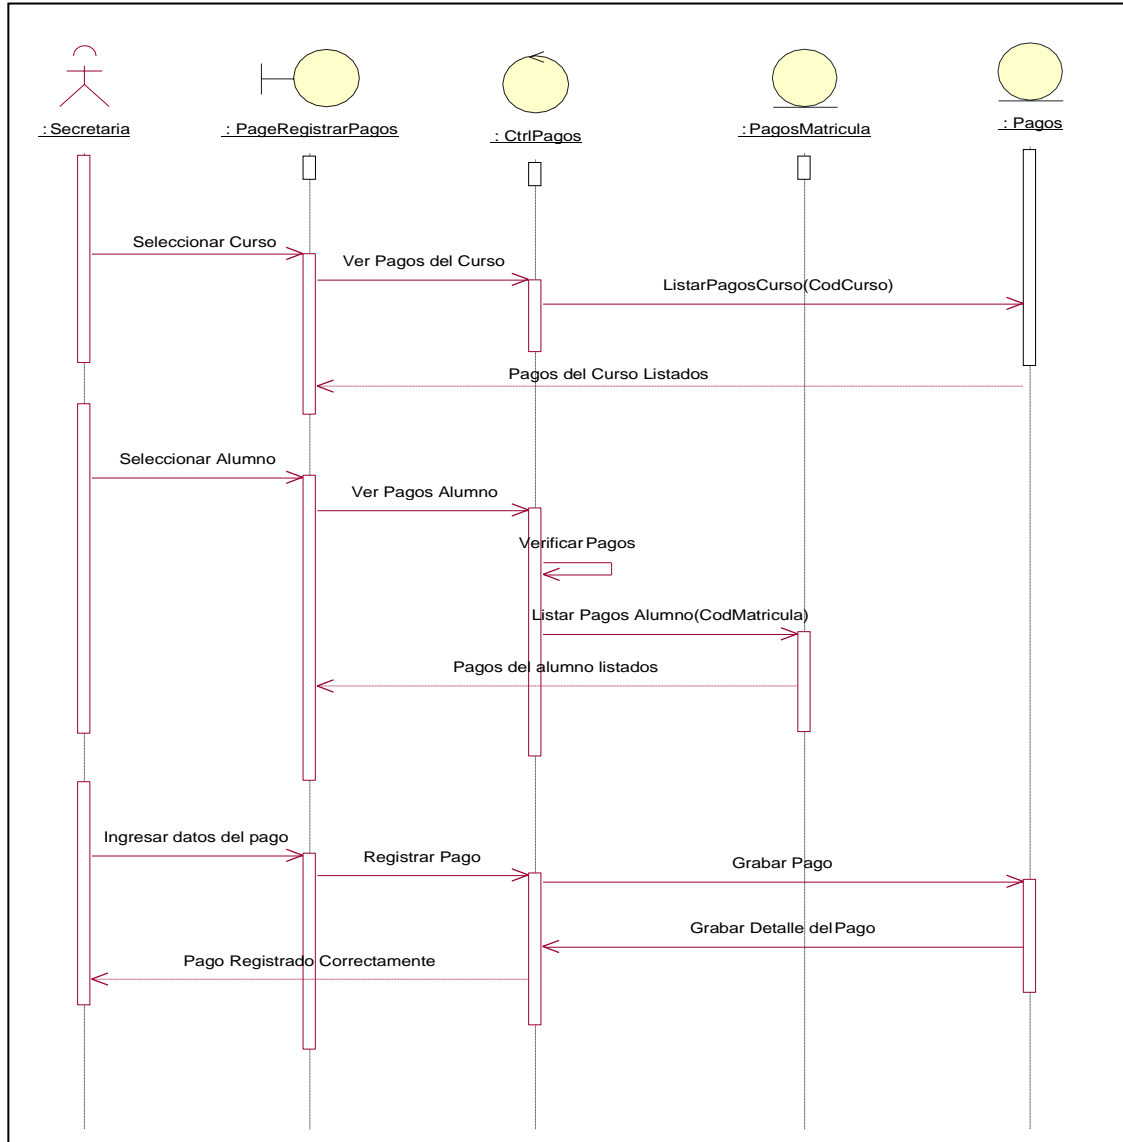 : Secretaria
: PageRegistrarPagos
: CtrlPagos
: PagosMatricula
: Pagos
Seleccionar Curso
Ver Pagos del Curso
ListarPagosCurso(CodCurso)
Pagos del Curso Listados
Seleccionar Alumno
Ver Pagos Alumno
Verificar Pagos
Listar Pagos Alumno(CodMatricula)
Pagos del alumno listados
Ingresar datos del pago
Registrar Pago
Grabar Pago
Grabar Detalle del Pago
Pago Registrado Correctamente